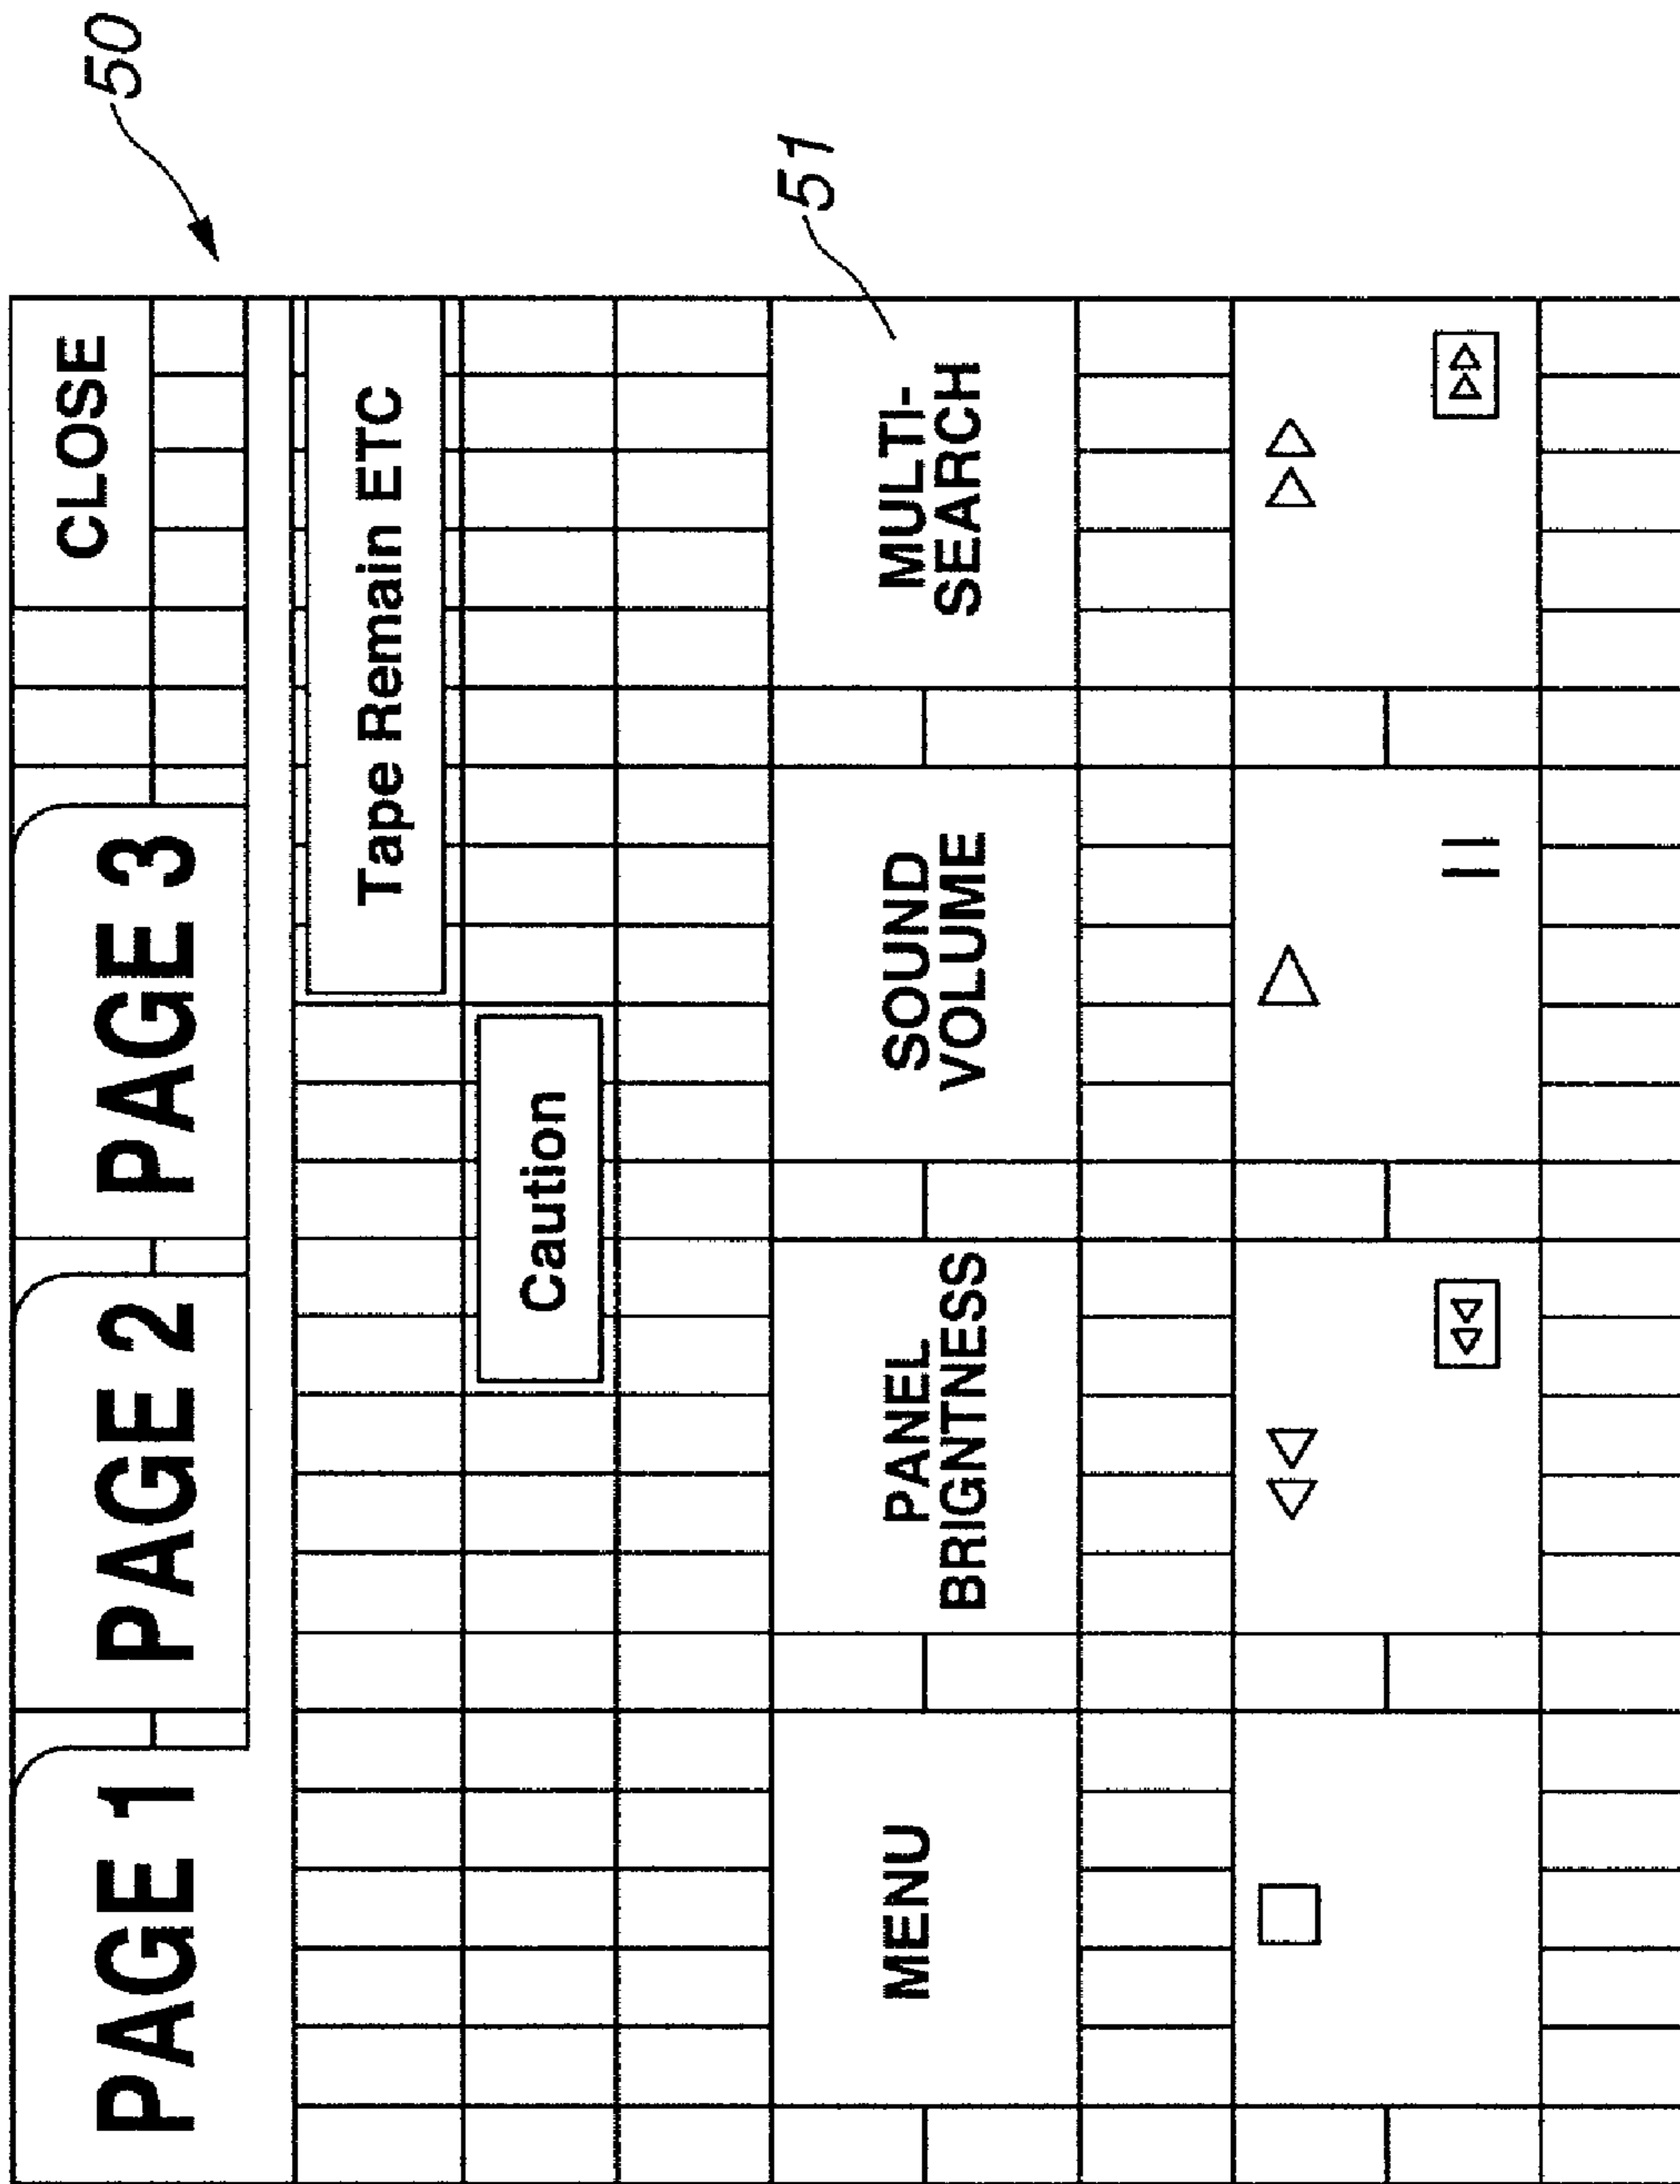 50
PAGE 1 PAGE 2 PAGE 3 CLOSE
Tape Remain ETC
Caution
51
MENU
PANEL
BRIGNTNESS
SOUND
VOLUME
MULTI-
SEARCH